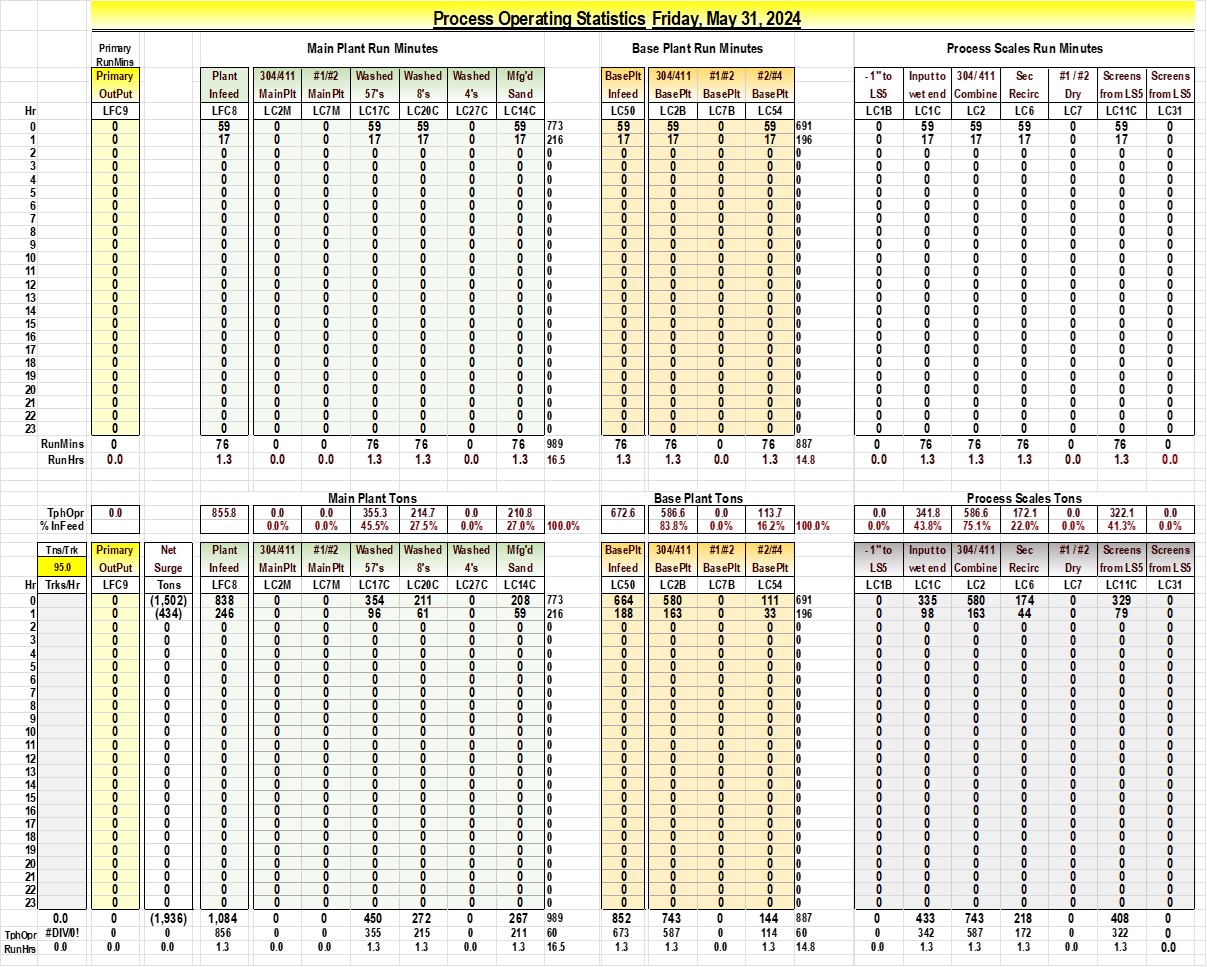 Process Operating Statistics Friday, May 31, 2024
Primary Main Plant Run Minutes Base Plant Run Minutes Process Scales Run Minutes
RunMins
Primary Plant 304/411 #1/#2 Washed Washed Washed Mfg'd BasePlt 304/411 #1/#2 #2/#4 -1" to Input to 304/411 Sec #1/#2 Screens Screens
OutPut Infeed MainPlt MainPlt 57's 8's 4's Sand Infeed BasePlt BasePlt BasePlt LS5 wet end Combine Recirc Dry from LS5 from LS5
Hr LFC9 LFC8 LC2M LC7M LC17C LC20C LC27C LC14C LC50 LC2B LC7B LC54 LC1B LC1C LC2 LC6 LC7 LC11C LC31
0 0 59 0 0 59 59 0 59 773 59 59 0 59 691 0 59 59 59 0 59 0
1 0 17 0 0 17 17 0 17 216 17 17 0 17 196 0 17 17 17 0 17 0
2 0 0 0 0 0 0 0 0 0 0 0 0 0 0 0 0 0 0 0 0 0
3 0 0 0 0 0 0 0 0 0 0 0 0 0 0 0 0 0 0 0 0 0
4 0 0 0 0 0 0 0 0 0 0 0 0 0 0 0 0 0 0 0 0 0
5 0 0 0 0 0 0 0 0 0 0 0 0 0 0 0 0 0 0 0 0 0
6 0 0 0 0 0 0 0 0 0 0 0 0 0 0 0 0 0 0 0 0 0
7 0 0 0 0 0 0 0 0 0 0 0 0 0 0 0 0 0 0 0 0 0
8 0 0 0 0 0 0 0 0 0 0 0 0 0 0 0 0 0 0 0 0 0
9 0 0 0 0 0 0 0 0 0 0 0 0 0 0 0 0 0 0 0 0 0
10 0 0 0 0 0 0 0 0 0 0 0 0 0 0 0 0 0 0 0 0 0
11 0 0 0 0 0 0 0 0 0 0 0 0 0 0 0 0 0 0 0 0 0
12 0 0 0 0 0 0 0 0 0 0 0 0 0 0 0 0 0 0 0 0 0
13 0 0 0 0 0 0 0 0 0 0 0 0 0 0 0 0 0 0 0 0 0
14 0 0 0 0 0 0 0 0 0 0 0 0 0 0 0 0 0 0 0 0 0
15 0 0 0 0 0 0 0 0 0 0 0 0 0 0 0 0 0 0 0 0 0
16 0 0 0 0 0 0 0 0 0 0 0 0 0 0 0 0 0 0 0 0 0
17 0 0 0 0 0 0 0 0 0 0 0 0 0 0 0 0 0 0 0 0 0
18 0 0 0 0 0 0 0 0 0 0 0 0 0 0 0 0 0 0 0 0 0
19 0 0 0 0 0 0 0 0 0 0 0 0 0 0 0 0 0 0 0 0 0
20 0 0 0 0 0 0 0 0 0 0 0 0 0 0 0 0 0 0 0 0 0
21 0 0 0 0 0 0 0 0 0 0 0 0 0 0 0 0 0 0 0 0 0
22 0 0 0 0 0 0 0 0 0 0 0 0 0 0 0 0 0 0 0 0 0
23 0 0 0 0 0 0 0 0 0 0 0 0 0 0 0 0 0 0 0 0 0
RunMins 0 76 0 0 76 76 0 76 989 76 76 0 76 887 0 76 76 76 0 76 0
RunHrs 0.0 1.3 0.0 0.0 1.3 1.3 0.0 1.3 16.5 1.3 1.3 0.0 1.3 14.8 0.0 1.3 1.3 1.3 0.0 1.3 0.0
Main Plant Tons Base Plant Tons Process Scales Tons
TphOpr 0.0 855.8 0.0 0.0 355.3 214.7 0.0 210.8 672.6 586.6 0.0 113.7 0.0 341.8 586.6 172.1 0.0 322.1 0.0
% InFeed 0.0% 0.0% 45.5% 27.5% 0.0% 27.0% 100.0% 83.8% 0.0% 16.2% 100.0% 0.0% 43.8% 75.1% 22.0% 0.0% 41.3% 0.0%
Tns/Trk Primary Net Plant 304/411 #1/#2 Washed Washed Washed Mfg'd BasePlt 304/411 #1/#2 #2/#4 -1" to Input to 304/411 Sec #1/#2 Screens Screens
95.0 OutPut Surge Infeed MainPlt MainPlt 57's 8's 4's Sand Infeed BasePlt BasePlt BasePlt LS5 wet end Combine Recirc Dry from LS5 from LS5
Hr Trks/Hr LFC9 Tons LFC8 LC2M LC7M LC17C LC20C LC27C LC14C LC50 LC2B LC7B LC54 LC1B LC1C LC2 LC6 LC7 LC11C LC31
0 0 (1,502) 838 0 0 354 211 0 208 773 664 580 0 111 691 0 335 580 174 0 329 0
1 0 (434) 246 0 0 96 61 0 59 216 188 163 0 33 196 0 98 163 44 0 79 0
2 0 0 0 0 0 0 0 0 0 0 0 0 0 0 0 0 0 0 0 0 0 0
3 0 0 0 0 0 0 0 0 0 0 0 0 0 0 0 0 0 0 0 0 0 0
4 0 0 0 0 0 0 0 0 0 0 0 0 0 0 0 0 0 0 0 0 0 0
5 0 0 0 0 0 0 0 0 0 0 0 0 0 0 0 0 0 0 0 0 0 0
6 0 0 0 0 0 0 0 0 0 0 0 0 0 0 0 0 0 0 0 0 0 0
7 0 0 0 0 0 0 0 0 0 0 0 0 0 0 0 0 0 0 0 0 0 0
8 0 0 0 0 0 0 0 0 0 0 0 0 0 0 0 0 0 0 0 0 0 0
9 0 0 0 0 0 0 0 0 0 0 0 0 0 0 0 0 0 0 0 0 0 0
10 0 0 0 0 0 0 0 0 0 0 0 0 0 0 0 0 0 0 0 0 0 0
11 0 0 0 0 0 0 0 0 0 0 0 0 0 0 0 0 0 0 0 0 0 0
12 0 0 0 0 0 0 0 0 0 0 0 0 0 0 0 0 0 0 0 0 0 0
13 0 0 0 0 0 0 0 0 0 0 0 0 0 0 0 0 0 0 0 0 0 0
14 0 0 0 0 0 0 0 0 0 0 0 0 0 0 0 0 0 0 0 0 0 0
15 0 0 0 0 0 0 0 0 0 0 0 0 0 0 0 0 0 0 0 0 0 0
16 0 0 0 0 0 0 0 0 0 0 0 0 0 0 0 0 0 0 0 0 0 0
17 0 0 0 0 0 0 0 0 0 0 0 0 0 0 0 0 0 0 0 0 0 0
18 0 0 0 0 0 0 0 0 0 0 0 0 0 0 0 0 0 0 0 0 0 0
19 0 0 0 0 0 0 0 0 0 0 0 0 0 0 0 0 0 0 0 0 0 0
20 0 0 0 0 0 0 0 0 0 0 0 0 0 0 0 0 0 0 0 0 0 0
21 0 0 0 0 0 0 0 0 0 0 0 0 0 0 0 0 0 0 0 0 0 0
22 0 0 0 0 0 0 0 0 0 0 0 0 0 0 0 0 0 0 0 0 0 0
23 0 0 0 0 0 0 0 0 0 0 0 0 0 0 0 0 0 0 0 0 0 0
0.0 0 (1,936) 1,084 0 0 450 272 0 267 989 852 743 0 144 887 0 433 743 218 0 408 0
TphOpr #DIV/0! 0 0 856 0 0 355 215 0 211 60 673 587 0 114 60 0 342 587 172 0 322 0
RunHrs 0.0 0.0 0.0 1.3 0.0 0.0 1.3 1.3 0.0 1.3 16.5 1.3 1.3 0.0 1.3 14.8 0.0 1.3 1.3 1.3 0.0 1.3 0.0